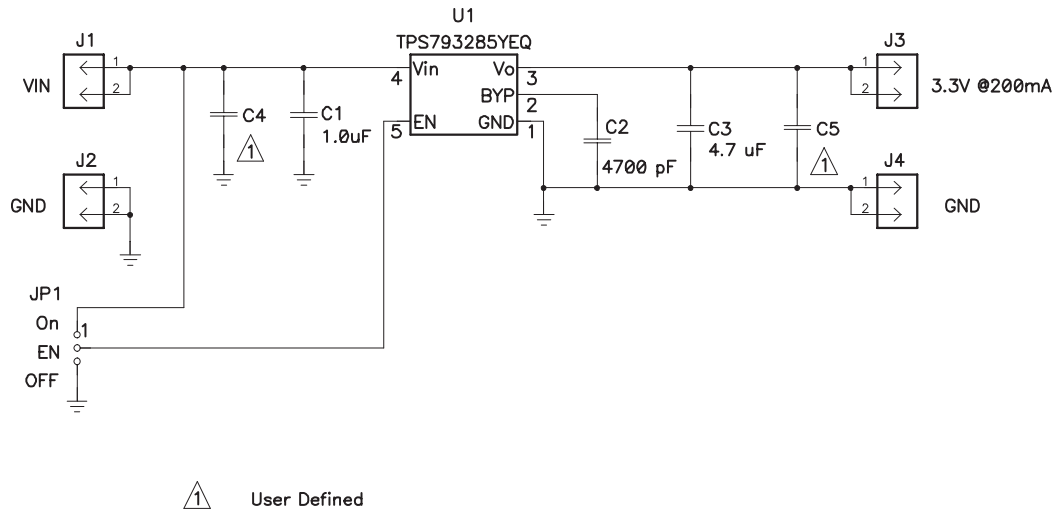 U1
TPS793285YEQ
J1
1
2
VIN
4
Vin
Vo
3
BYP
2
5
EN
GND
1
C4
1
C1
1.0uF
C2
4700 pF
C3
4.7 uF
C5
1
J3
1
2
3.3V @200mA
J2
1
2
GND
J4
1
2
GND
JP1
On
1
EN
OFF
1 User Defined